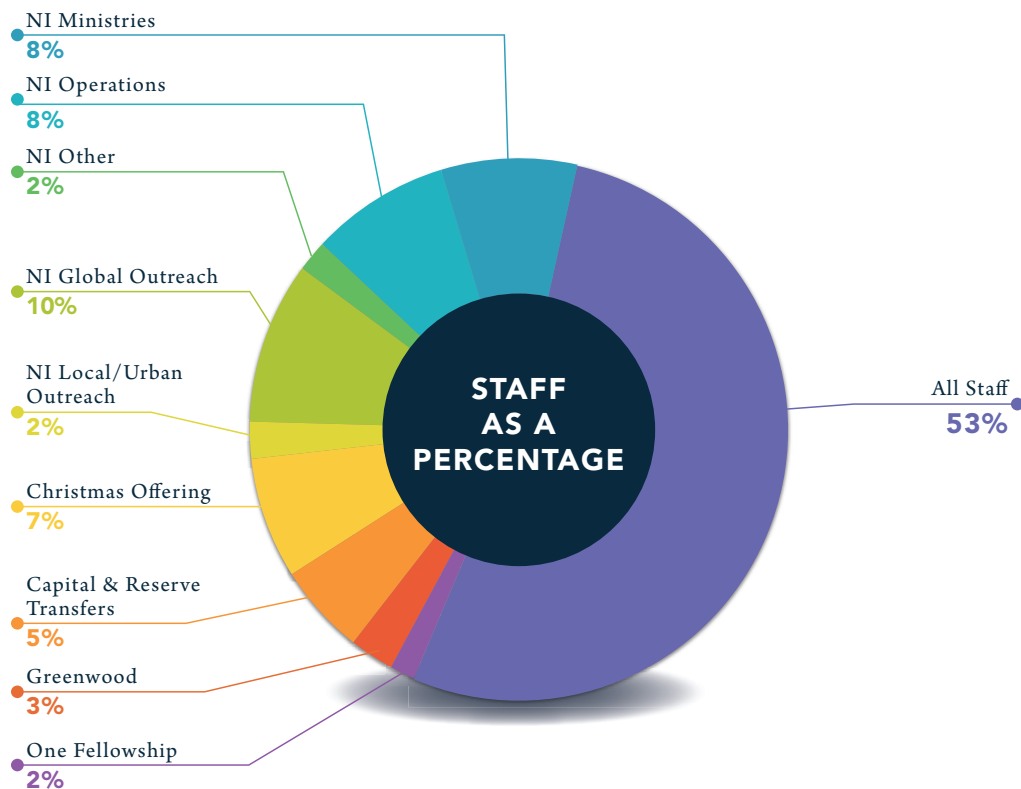 NI Ministries
8%
NI Operations
8%
NI Other
2%
NI Global Outreach
10%
NI Local/Urban
Outreach
2%
Christmas Offering
7%
Capital & Reserve
Transfers
5%
Greenwood
3%
One Fellowship
2%
STAFF
AS A
PERCENTAGE
All Staff
53%